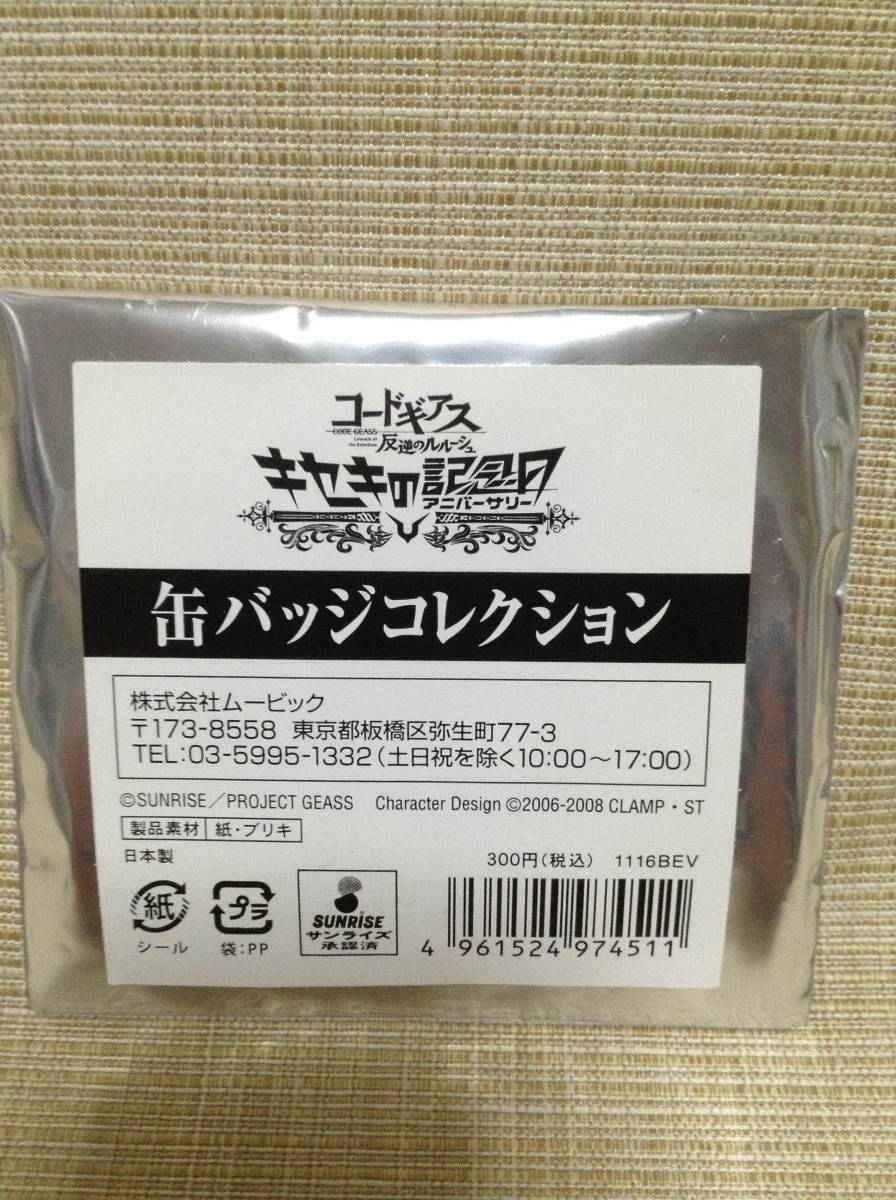 コードギアス
CODE GEASS
Lelouch of
the Rebellion
反逆のルルーシュ
キセキの記念日
アニバーサリー
缶バッジコレクション
株式会社ムービック
〒173-8558 東京都板橋区弥生町77-3
TEL:03-5995-1332(土日祝を除く10:00〜17:00)
©SUNRISE/PROJECT GEASS Character Design ©2006-2008 CLAMP・ST
製品素材 紙・ブリキ
日本製 300円(税込) 1116BEV
紙
シール
プラ
袋:PP
SUNRISE
サンライズ
承認済
4 961524 974511